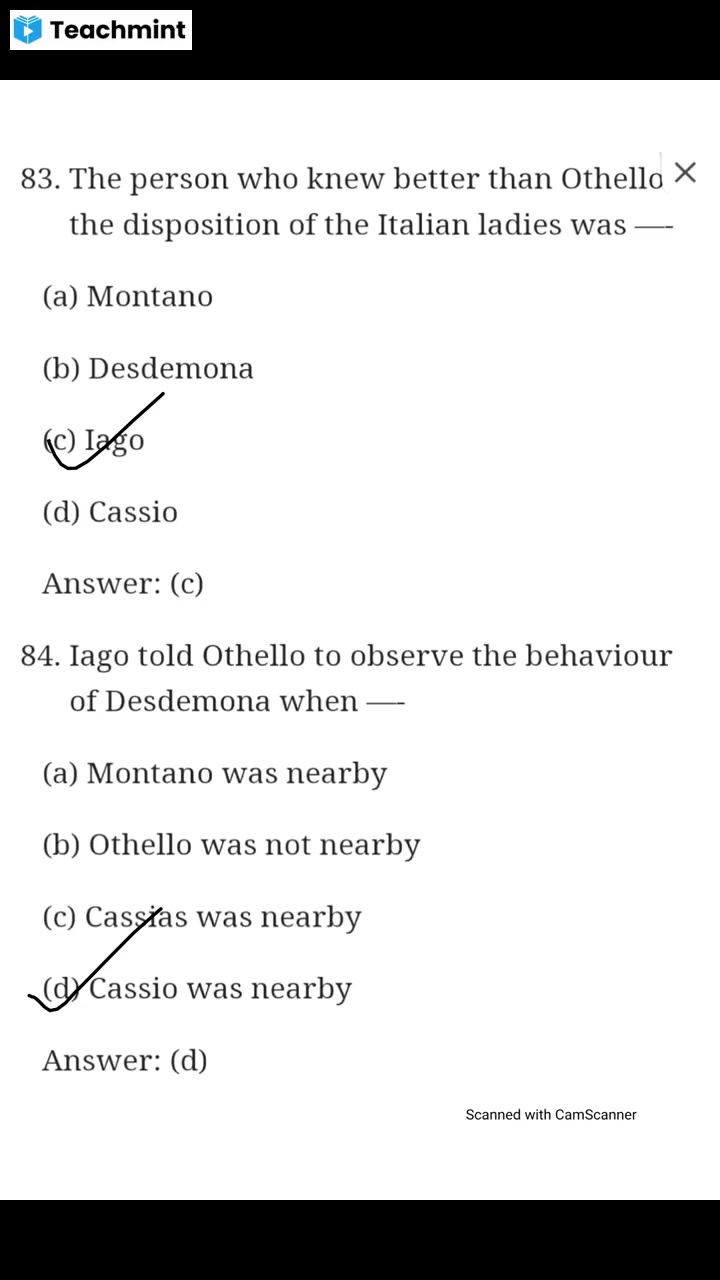 Teachmint
83. The person who knew better than Othello ×
the disposition of the Italian ladies was —-
(a) Montano
(b) Desdemona
(c) Iago
(d) Cassio
Answer: (c)
84. Iago told Othello to observe the behaviour
of Desdemona when —-
(a) Montano was nearby
(b) Othello was not nearby
(c) Cassias was nearby
(d) Cassio was nearby
Answer: (d)
Scanned with CamScanner